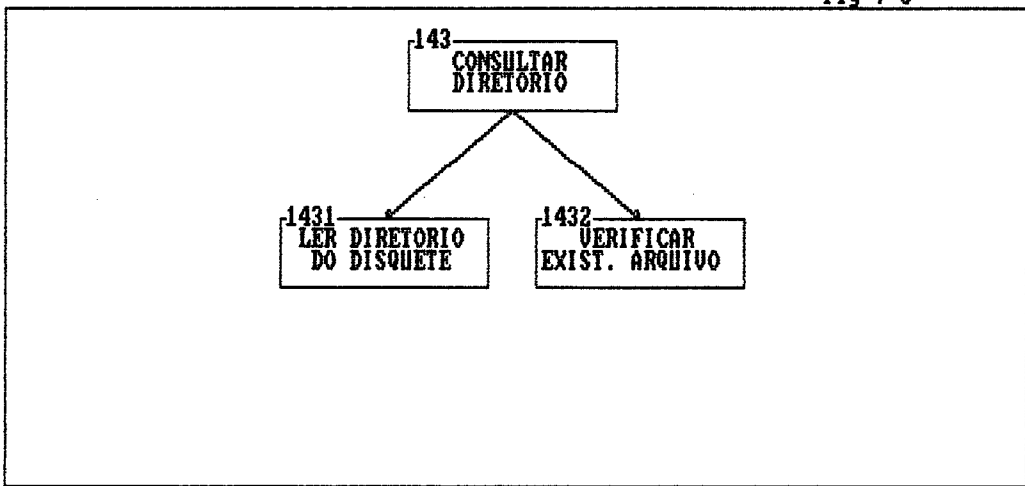 143
CONSULTAR
DIRETORIO
1431
LER DIRETORIO
DO DISQUETE
1432
VERIFICAR
EXIST. ARQUIVO